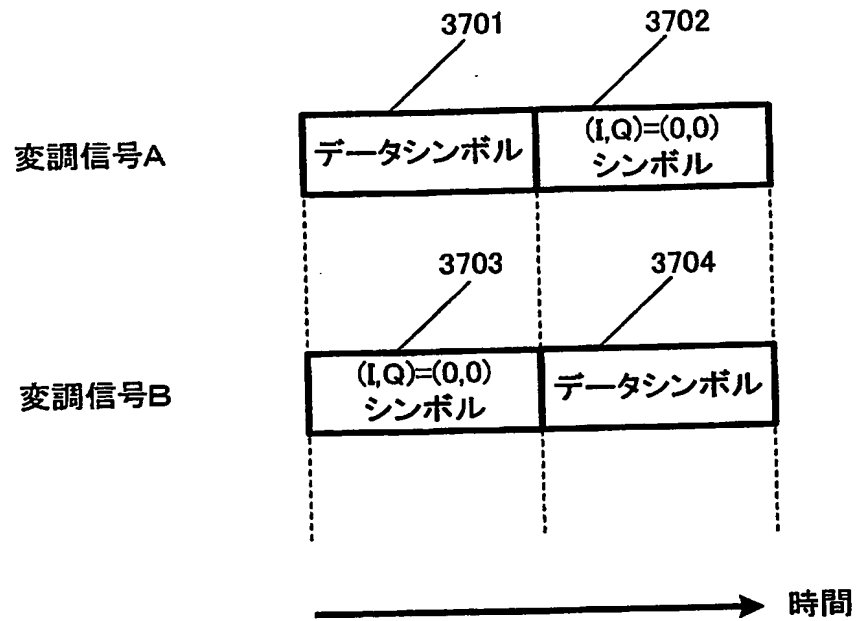 3701
3702
変調信号A
データシンボル
(I,Q)=(0,0)
シンボル
3703
3704
変調信号B
(I,Q)=(0,0)
シンボル
データシンボル
時間